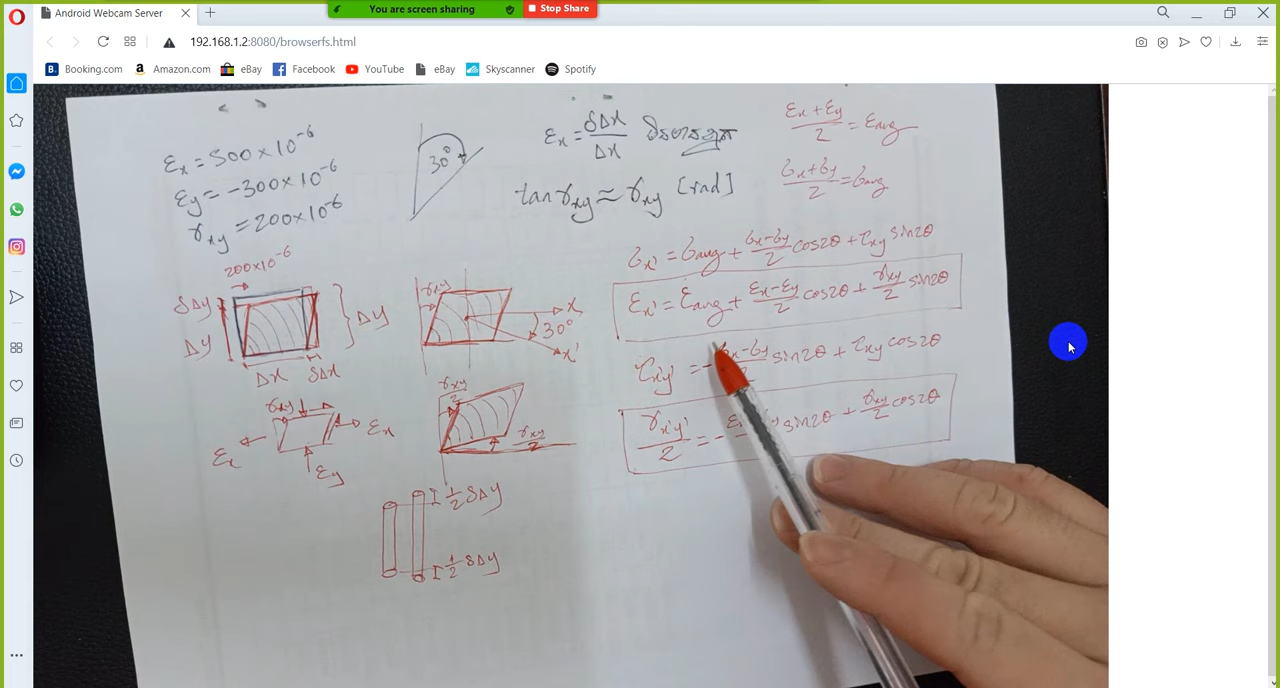 Android Webcam Server
You are screen sharing
Stop Share
192.168.1.2:8080/browserfs.html
Booking.com
Amazon.com
eBay
Facebook
YouTube
eBay
Skyscanner
Spotify
εx = 500×10⁻⁶
εy = -300×10⁻⁶
γxy = 200×10⁻⁶
30°
εx = δΔx/Δx
tan γxy ≈ γxy [rad]
(εx+εy)/2 = εavg
(σx+σy)/2 = σavg
σx' = σavg + (σx-σy)/2 cos2θ + τxy sin2θ
εx' = εavg + (εx-εy)/2 cos2θ + γxy/2 sin2θ
τx'y' = - σx-σy sin2θ + τxy cos2θ
γx'y'/2 = - sin2θ + γxy/2 cos2θ
200×10⁻⁶
δΔy
Δy
Δy
Δx
δΔx
γxy
x
30°
x'
γxy
εx
εx
εy
γxy/2
γxy/2
½ δΔy
½ δΔy